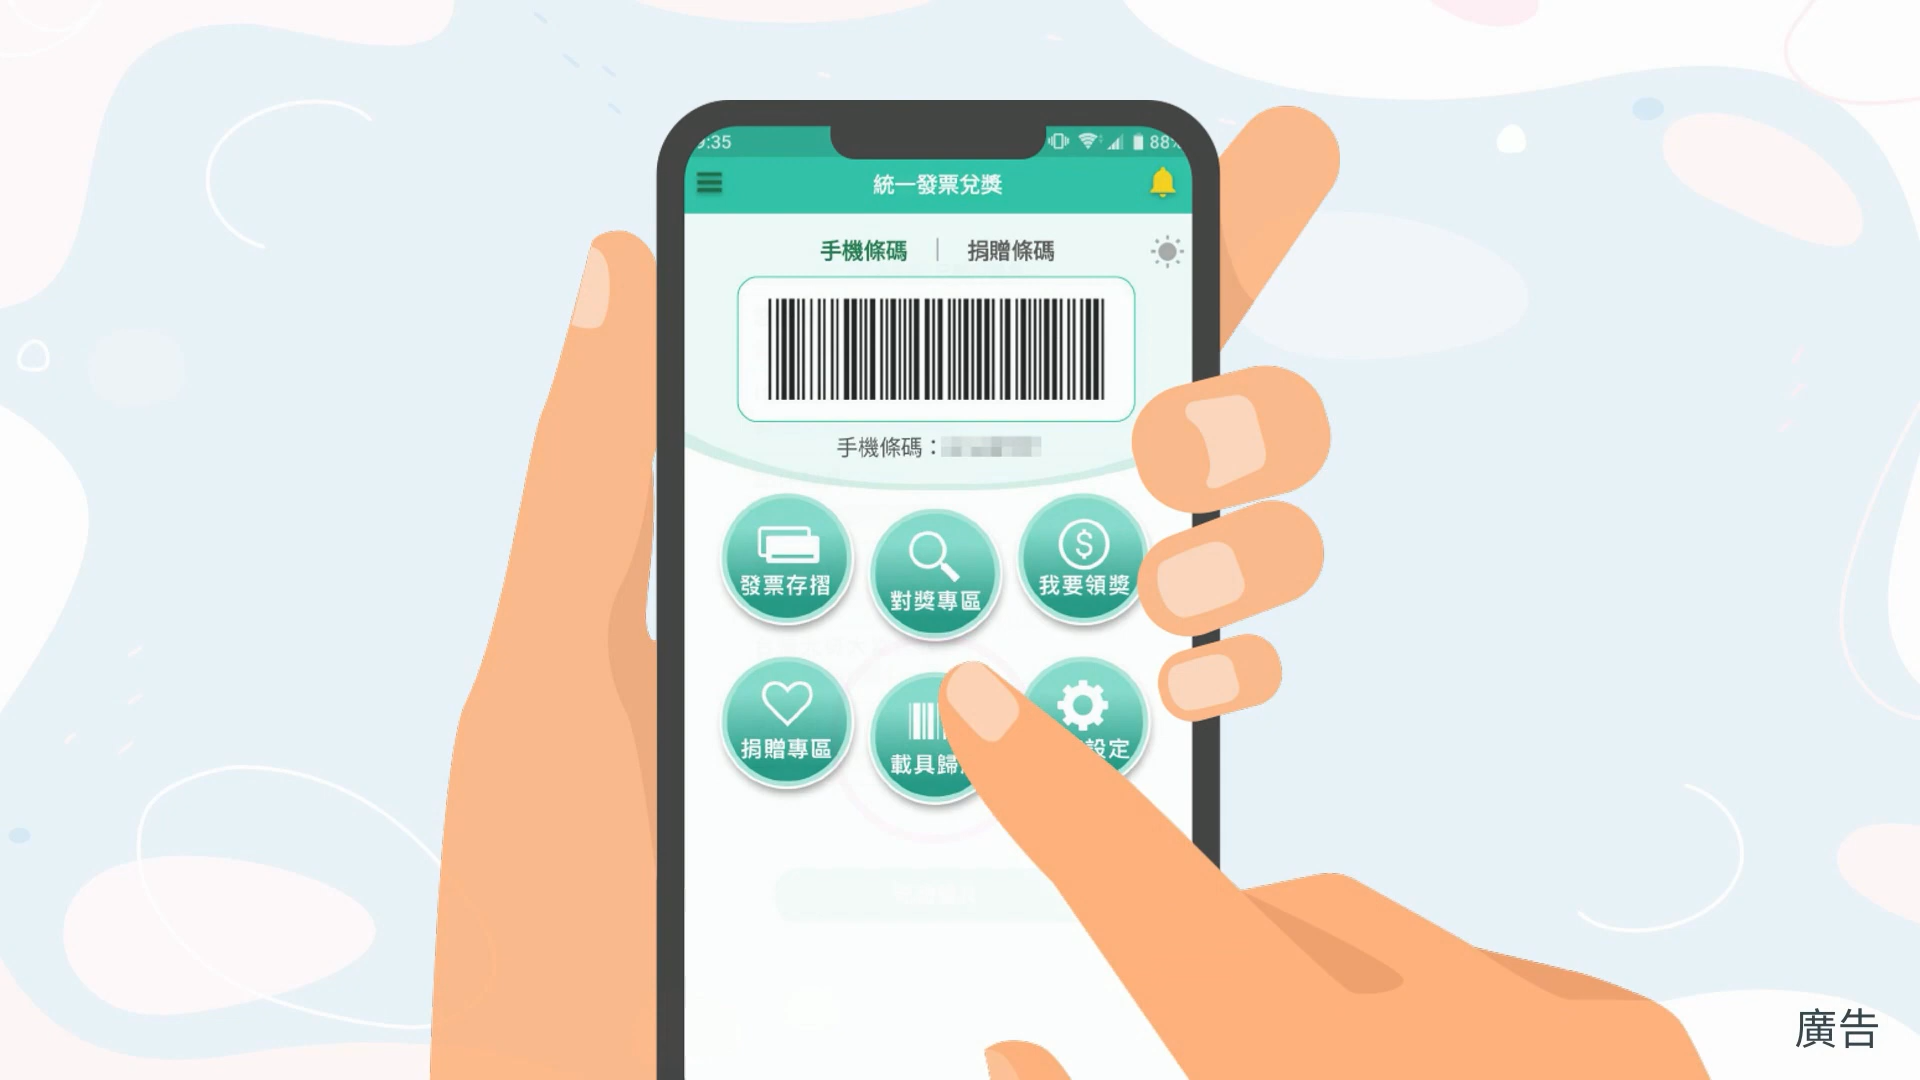 :35
88%
統一發票兌獎
手機條碼 | 捐贈條碼
手機條碼：
發票存摺
對獎專區
我要領獎
捐贈專區
載具歸
設定
廣告